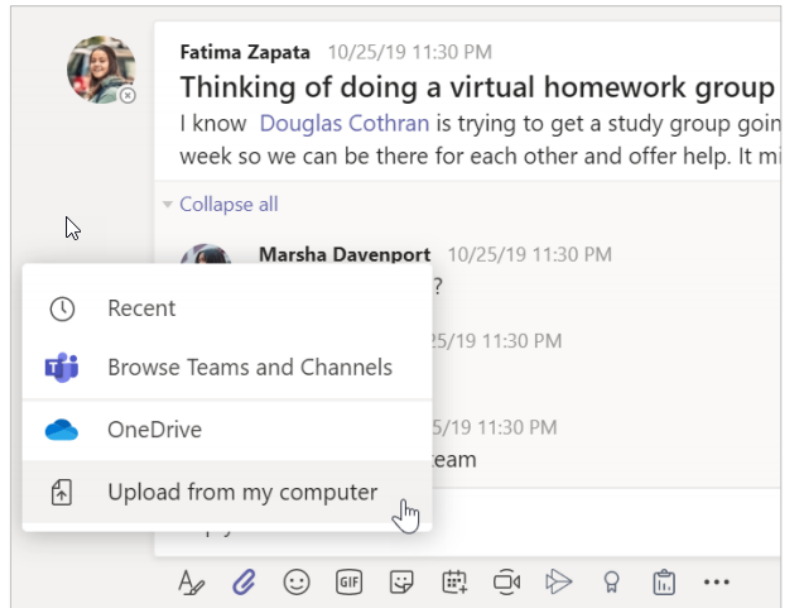 Fatima Zapata 10/25/19 11:30 PM
Thinking of doing a virtual homework group
I know Douglas Cothran is trying to get a study group goin
week so we can be there for each other and offer help. It mi
Collapse all
Marsha Davenport 10/25/19 11:30 PM
?
25/19 11:30 PM
5/19 11:30 PM
team
Recent
Browse Teams and Channels
OneDrive
Upload from my computer
GIF